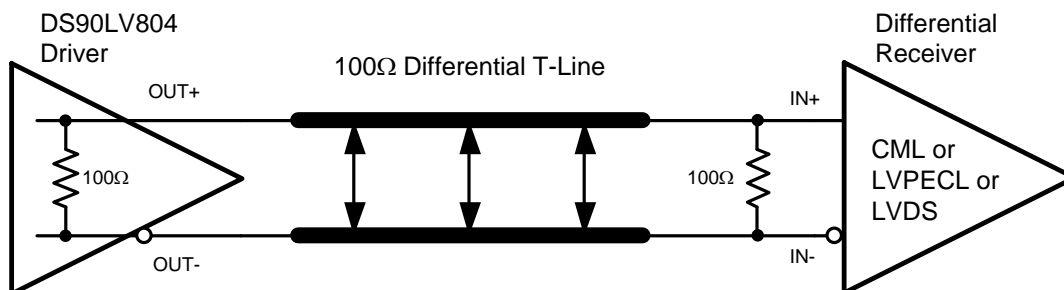 DS90LV804
Driver
100Ω Differential T-Line
Differential
Receiver
OUT+
IN+
100Ω
100Ω
CML or
LVPECL or
LVDS
OUT-
IN-